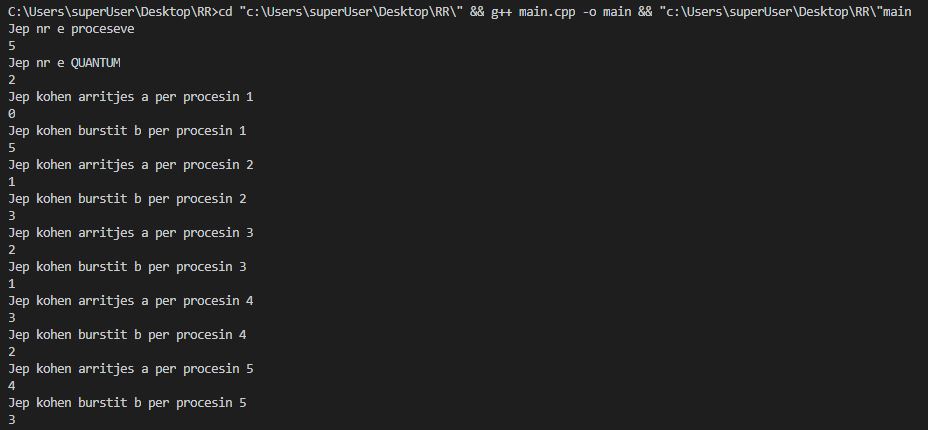 C:\Users\superUser\Desktop\RR>cd "c:\Users\superUser\Desktop\RR\" && g++ main.cpp -o main && "c:\Users\superUser\Desktop\RR\"main
Jep nr e proceseve
5
Jep nr e QUANTUM
2
Jep kohen arritjes a per procesin 1
0
Jep kohen burstit b per procesin 1
5
Jep kohen arritjes a per procesin 2
1
Jep kohen burstit b per procesin 2
3
Jep kohen arritjes a per procesin 3
2
Jep kohen burstit b per procesin 3
1
Jep kohen arritjes a per procesin 4
3
Jep kohen burstit b per procesin 4
2
Jep kohen arritjes a per procesin 5
4
Jep kohen burstit b per procesin 5
3